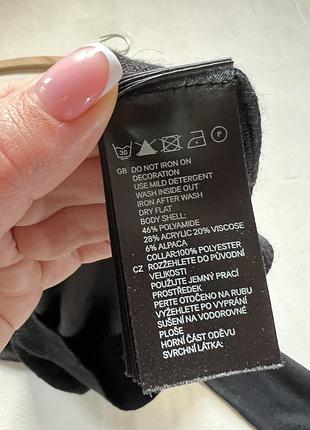 30 P
GB DO NOT IRON ON
DECORATION
USE MILD DETERGENT
WASH INSIDE OUT
IRON AFTER WASH
DRY FLAT
BODY SHELL:
46% POLYAMIDE
28% ACRYLIC 20% VISCOSE
6% ALPACA
COLLAR:100% POLYESTER
CZ ROZŽEHLETE DO PŮVODNÍ
VELIKOSTI
POUŽIJTE JEMNÝ PRACÍ
PROSTŘEDEK
PERTE OTOČENO NA RUBU
VYŽEHLETE PO VYPRÁNÍ
SUŠENÍ NA VODOROVNÉ
PLOŠE
HORNÍ ČÁST ODĚVU
SVRCHNÍ LÁTKA: